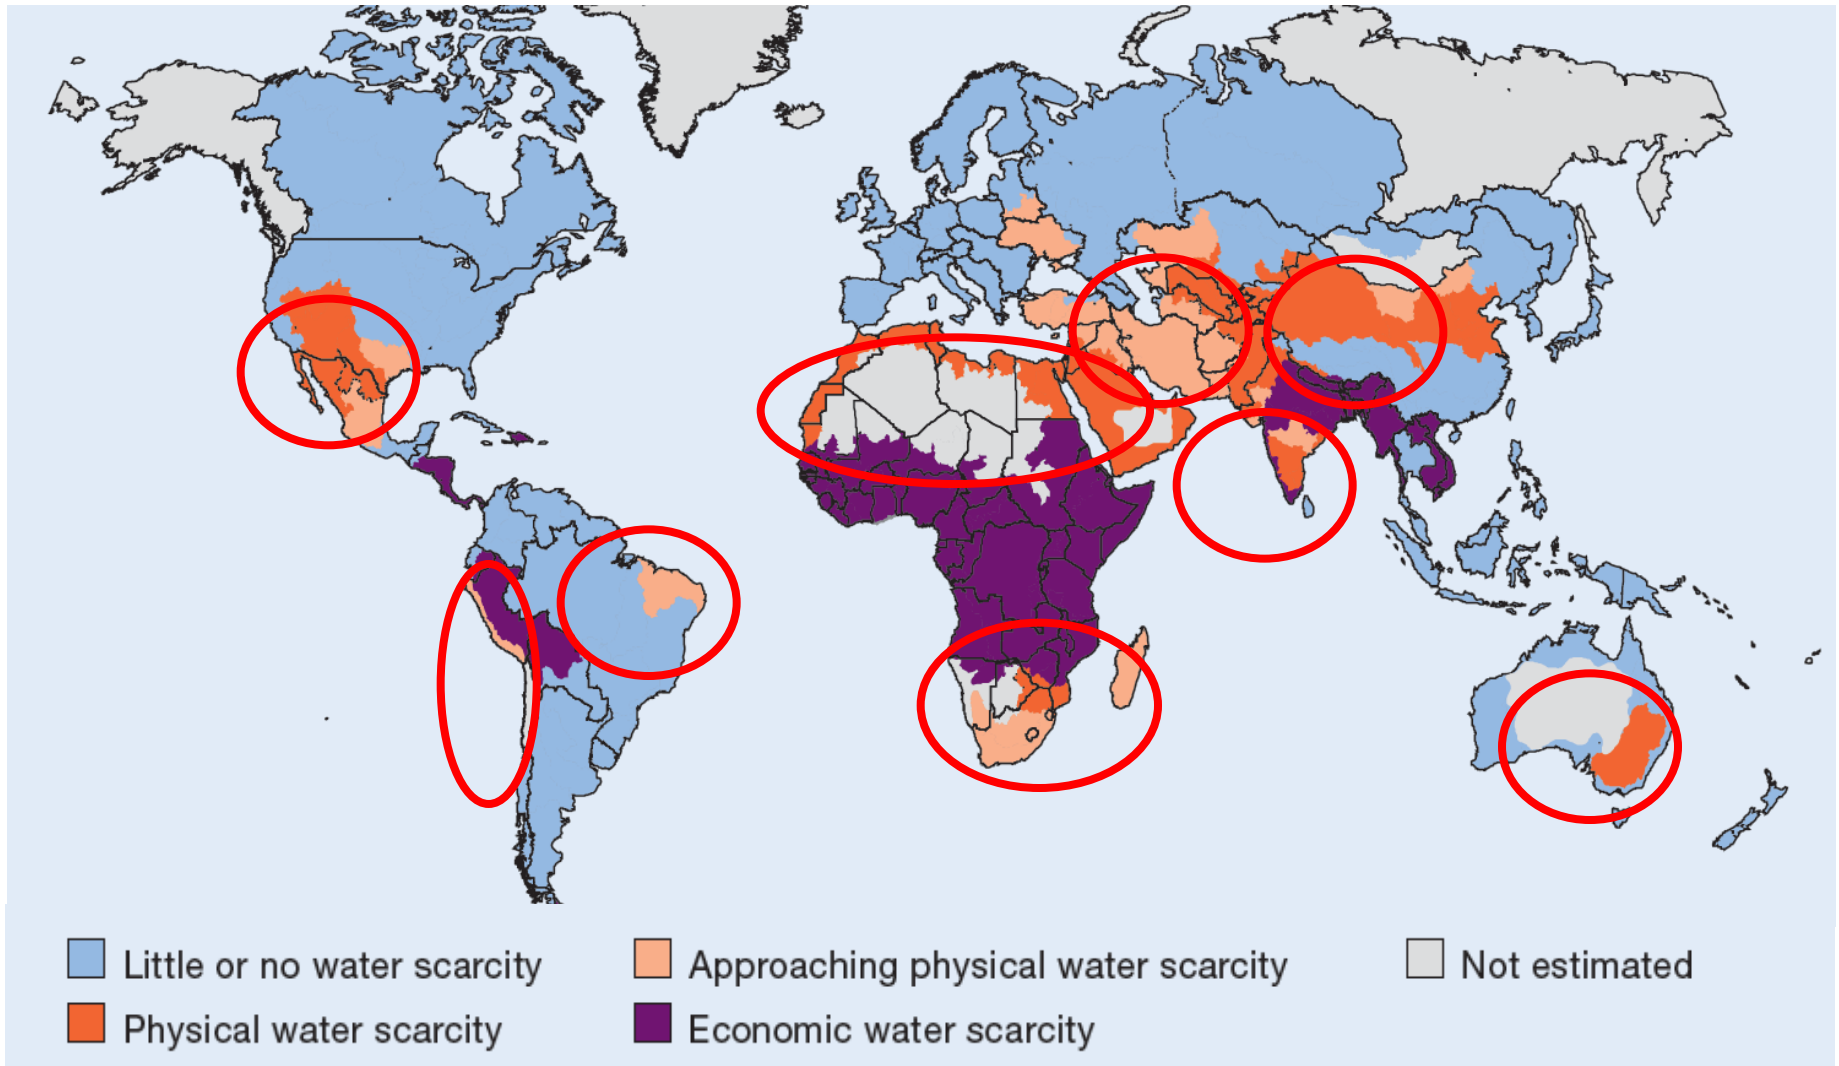 Little or no water scarcity
Approaching physical water scarcity
Not estimated
Physical water scarcity
Economic water scarcity